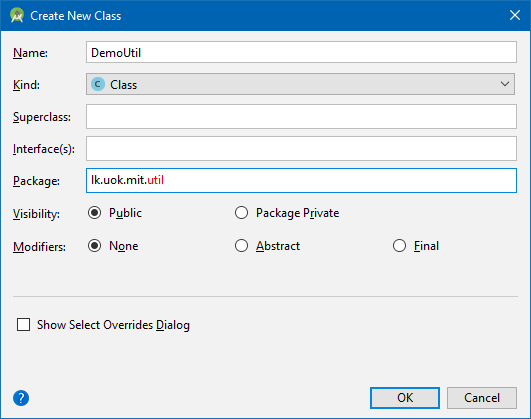 Create New Class
Name: DemoUtil
Kind: C Class
Superclass:
Interface(s):
Package: lk.uok.mit.util
Visibility: Public Package Private
Modifiers: None Abstract Final
Show Select Overrides Dialog
? OK Cancel